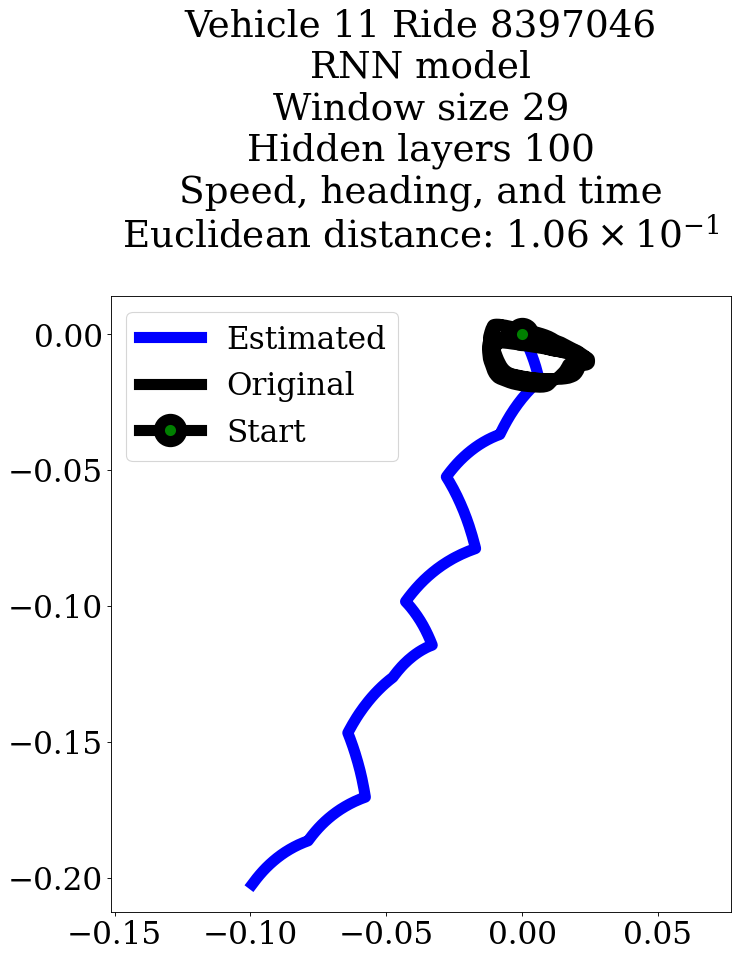 Vehicle 11 Ride 8397046
RNN model
Window size 29
Hidden layers 100
Speed, heading, and time
Euclidean distance: 1.06 × 10⁻¹
Estimated
Original
Start
0.00
−0.05
−0.10
−0.15
−0.20
−0.15 −0.10 −0.05 0.00 0.05